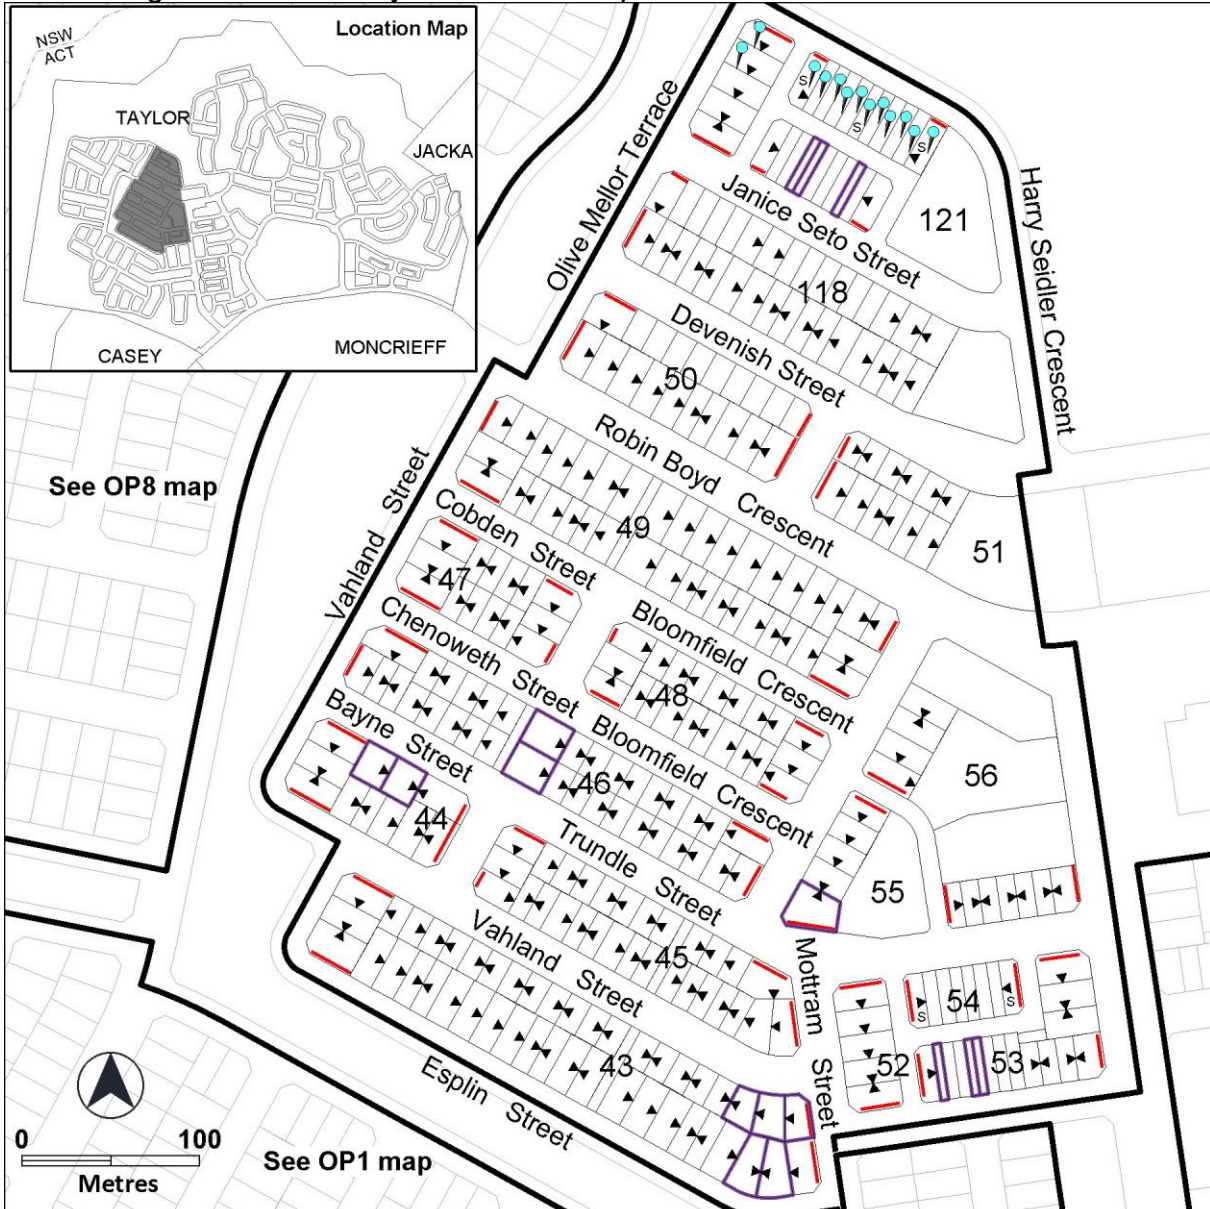 Location Map
NSW
ACT
TAYLOR
JACKA
CASEY
MONCRIEFF
Olive Mellor Terrace
Harry Seidler Crescent
S
S
S
121
Janice Seto Street
118
Devenish Street
50
Robin Boyd Crescent
51
See OP8 map
Vahland Street
49
Cobden Street
47
Bloomfield Crescent
Chenoweth Street
48
Bloomfield Crescent
46
56
Bayne Street
44
Trundle Street
55
45
Vahland Street
Mottram Street
54
S
S
52
53
43
Esplin Street
0 100
Metres
See OP1 map